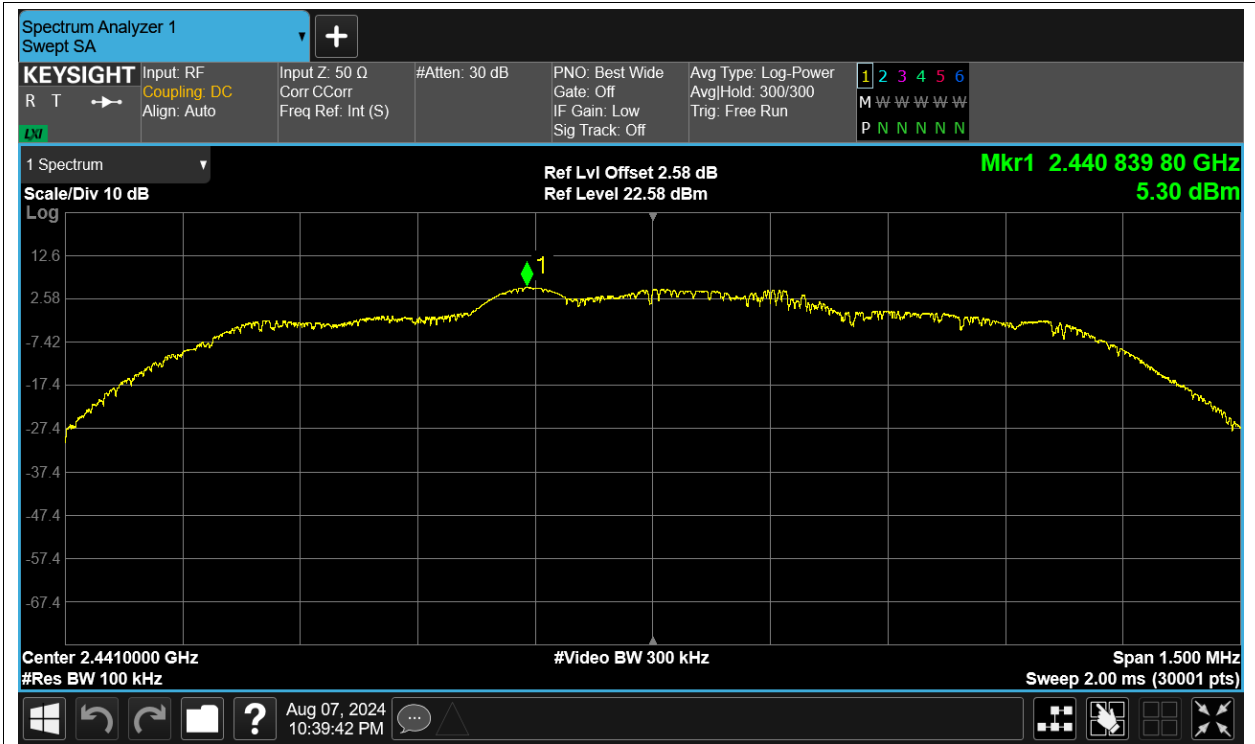 Spectrum Analyzer 1
Swept SA
KEYSIGHT
R T
LXI
Input: RF
Coupling: DC
Align: Auto
Input Z: 50 Ω
Corr CCorr
Freq Ref: Int (S)
#Atten: 30 dB
PNO: Best Wide
Gate: Off
IF Gain: Low
Sig Track: Off
Avg Type: Log-Power
Avg|Hold: 300/300
Trig: Free Run
1 2 3 4 5 6
M W W W W W
P N N N N N
1 Spectrum
Scale/Div 10 dB
Log
Ref Lvl Offset 2.58 dB
Ref Level 22.58 dBm
Mkr1 2.440 839 80 GHz
5.30 dBm
1
12.6
2.58
-7.42
-17.4
-27.4
-37.4
-47.4
-57.4
-67.4
Center 2.4410000 GHz
#Res BW 100 kHz
#Video BW 300 kHz
Span 1.500 MHz
Sweep 2.00 ms (30001 pts)
?
Aug 07, 2024
10:39:42 PM